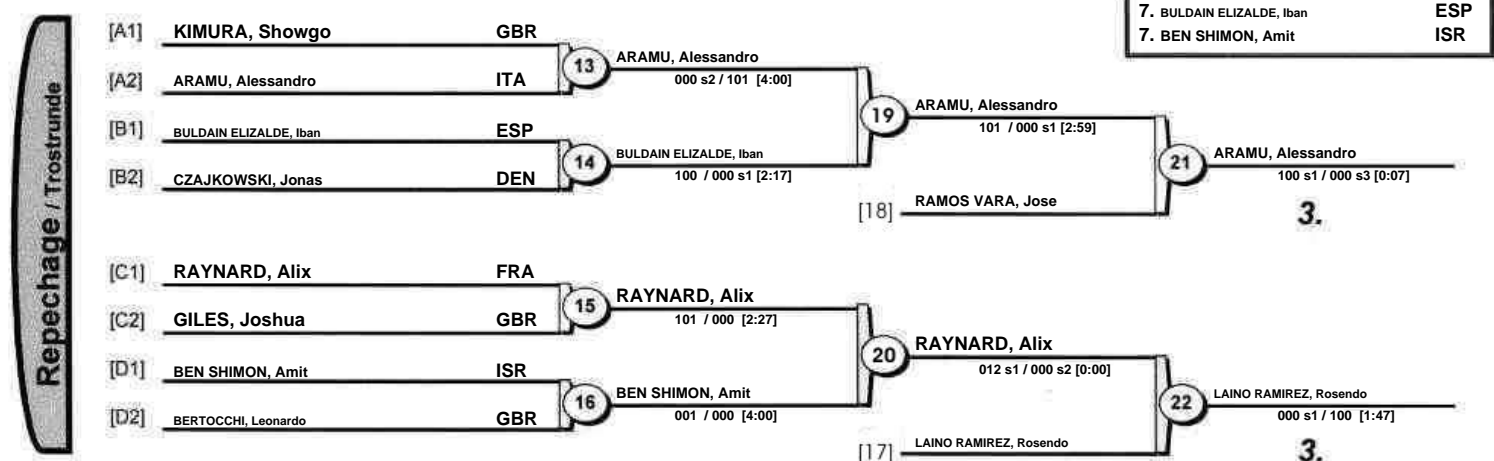 7. BULDAIN ELIZALDE, Iban ESP
7. BEN SHIMON, Amit ISR
Repechage / Trostrunde
[A1] KIMURA, Showgo GBR
13
ARAMU, Alessandro
000 s2 / 101 [4:00]
[A2] ARAMU, Alessandro ITA
19
ARAMU, Alessandro
101 / 000 s1 [2:59]
[B1] BULDAIN ELIZALDE, Iban ESP
14
BULDAIN ELIZALDE, Iban
100 / 000 s1 [2:17]
[B2] CZAJKOWSKI, Jonas DEN
21
ARAMU, Alessandro
100 s1 / 000 s3 [0:07]
[18] RAMOS VARA, Jose
3.
[C1] RAYNARD, Alix FRA
15
RAYNARD, Alix
101 / 000 [2:27]
[C2] GILES, Joshua GBR
20
RAYNARD, Alix
012 s1 / 000 s2 [0:00]
[D1] BEN SHIMON, Amit ISR
16
BEN SHIMON, Amit
001 / 000 [4:00]
[D2] BERTOCCHI, Leonardo GBR
22
LAINO RAMIREZ, Rosendo
000 s1 / 100 [1:47]
[17] LAINO RAMIREZ, Rosendo
3.